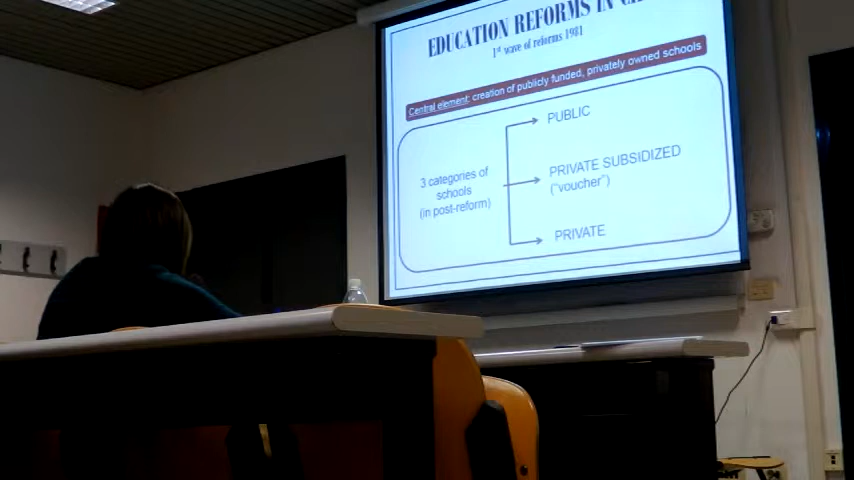 EDUCATION REFORMS IN
1st wave of reforms 1981
Central element: creation of publicly funded, privately owned schools
3 categories of
schools
(in post-reform)
PUBLIC
PRIVATE SUBSIDIZED
("voucher")
PRIVATE